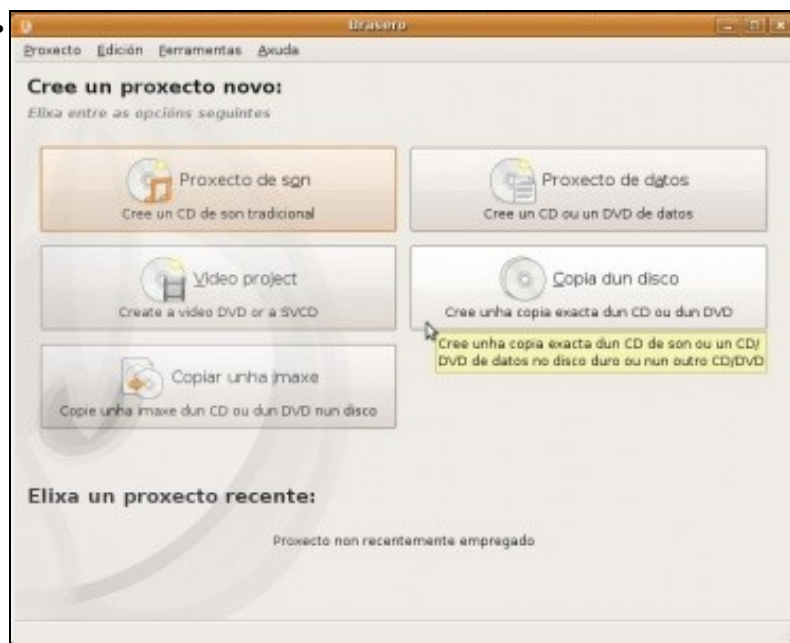 Brasero
Proxecto Edición Ferramentas Axuda
Cree un proxecto novo:
Elixa entre as opcións seguintes
Proxecto de son
Cree un CD de son tradicional
Proxecto de datos
Cree un CD ou un DVD de datos
Video project
Create a video DVD or a SVCD
Copia dun disco
Cree unha copia exacta dun CD ou dun DVD
Cree unha copia exacta dun CD de son ou un CD/
DVD de datos no disco duro ou nun outro CD/DVD
Copiar unha imaxe
Copie unha imaxe dun CD ou dun DVD nun disco
Elixa un proxecto recente:
Proxecto non recentemente empregado